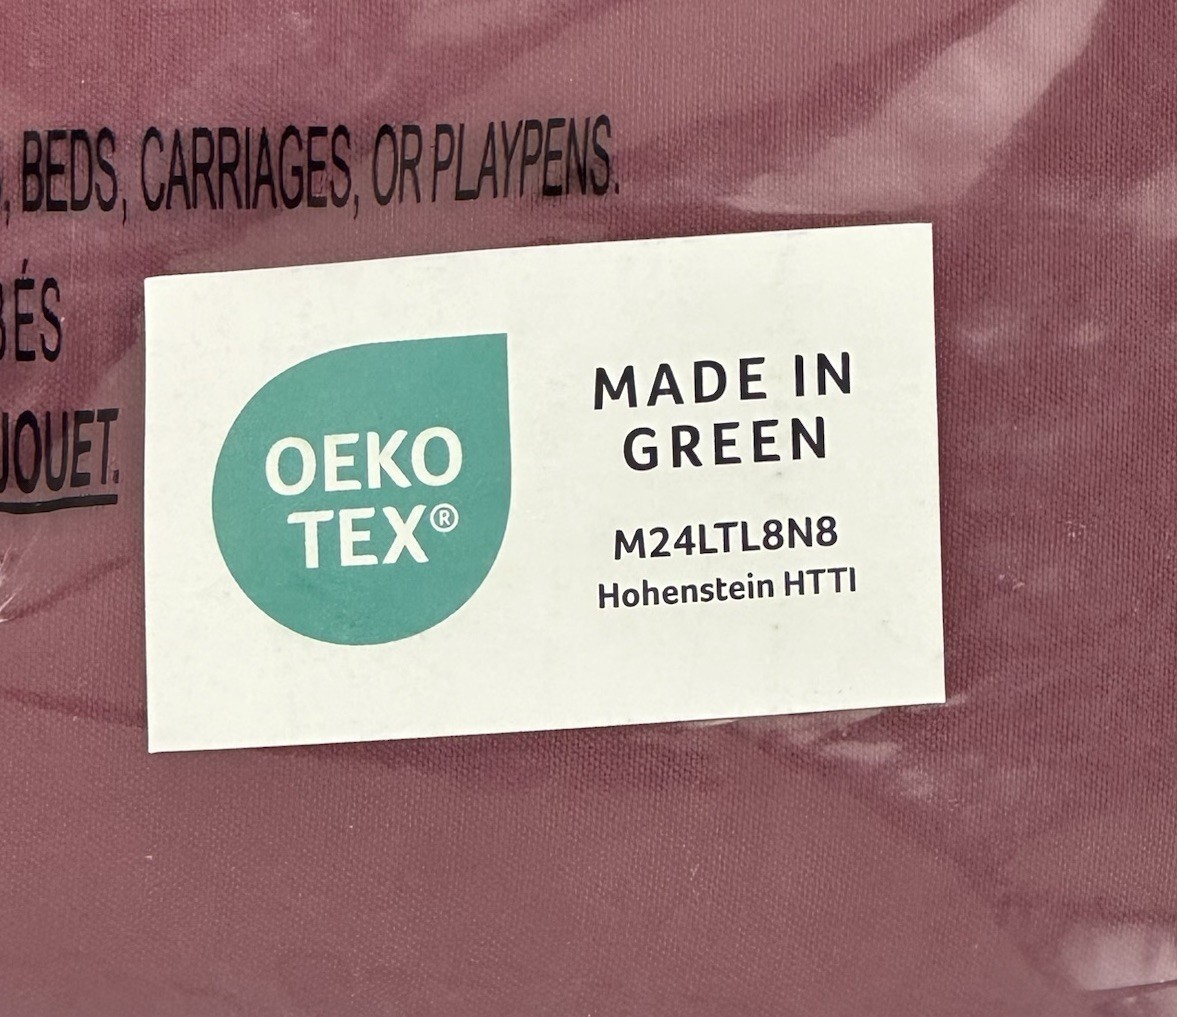 , BEDS, CARRIAGES, OR PLAYPENS.
BÉS
JOUET.
OEKO
TEX®
MADE IN
GREEN
M24LTL8N8
Hohenstein HTTI